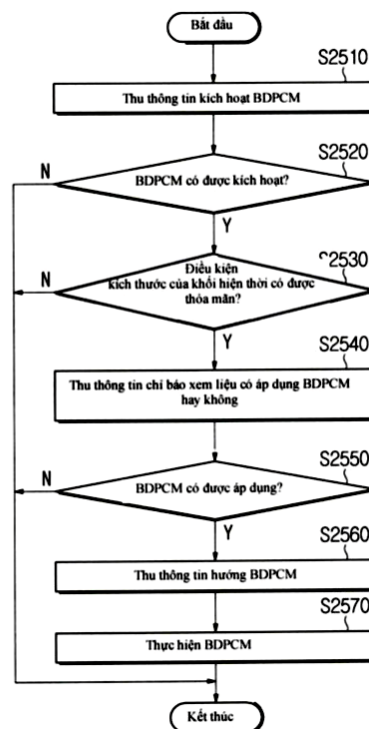 Bắt đầu
S2510
Thu thông tin kích hoạt BDPCM
S2520
N
BDPCM có được kích hoạt?
Y
S2530
N
Điều kiện
kích thước của khối hiện thời có được
thỏa mãn?
Y
S2540
Thu thông tin chỉ báo xem liệu có áp dụng BDPCM
hay không
S2550
N
BDPCM có được áp dụng?
Y
S2560
Thu thông tin hướng BDPCM
S2570
Thực hiện BDPCM
Kết thúc